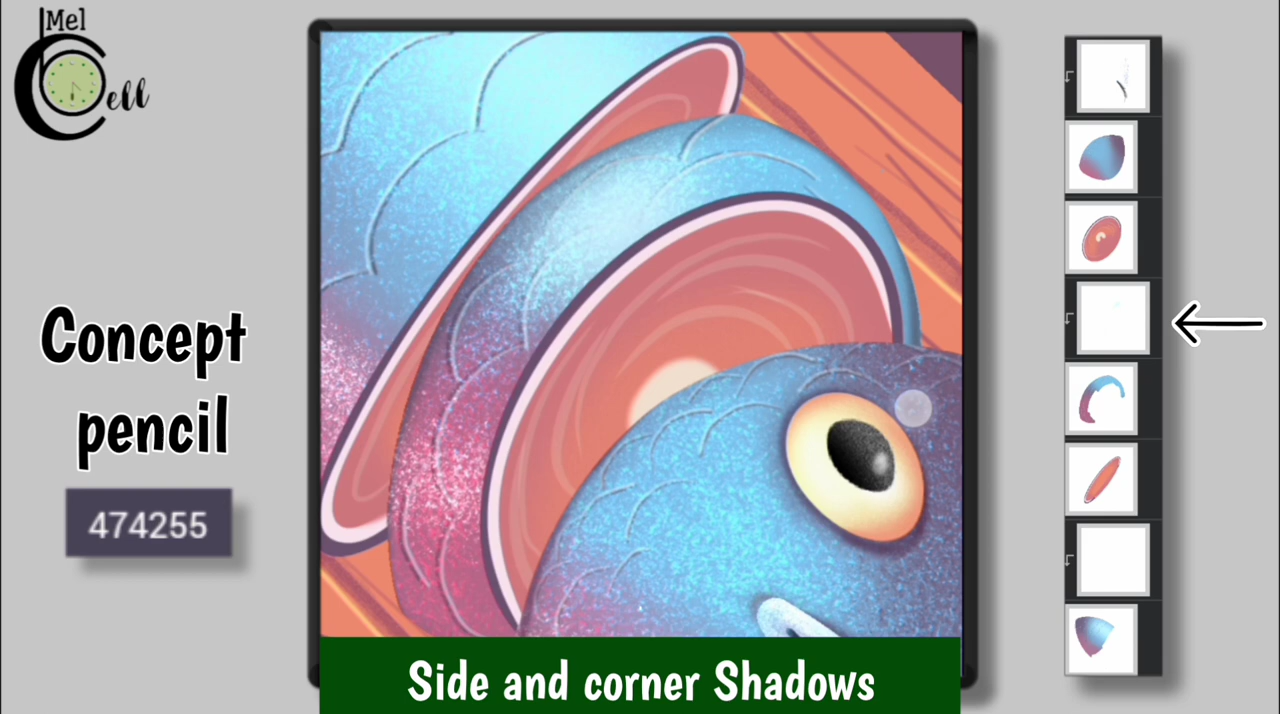 Mel
Cell
Concept
pencil
474255
Side and corner Shadows